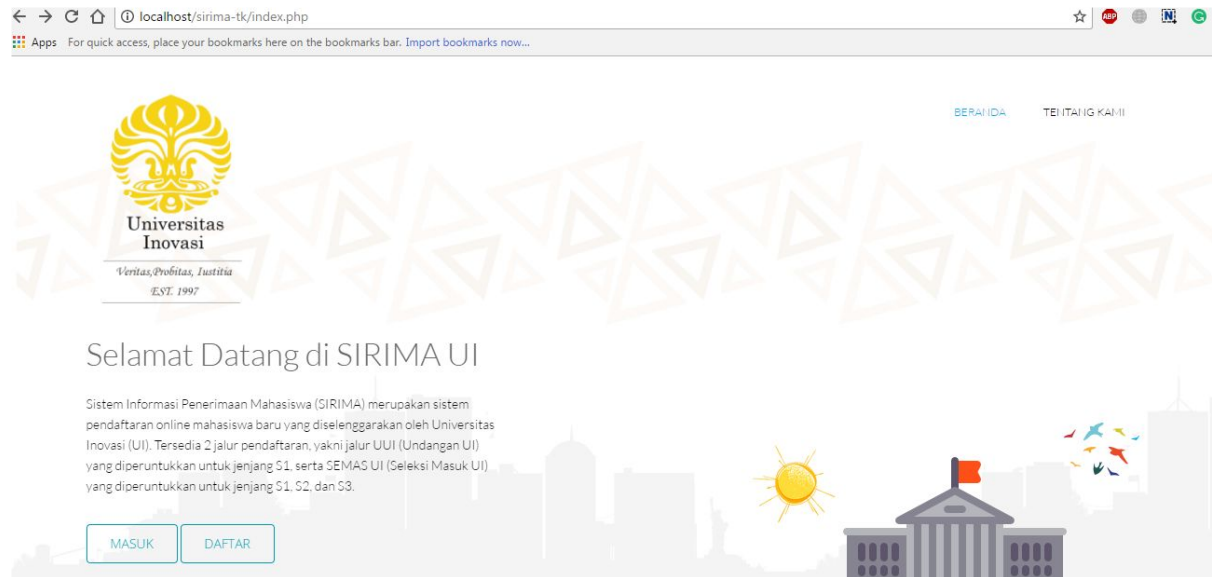 localhost/sirima-tk/index.php
ABP
N
G
Apps For quick access, place your bookmarks here on the bookmarks bar. Import bookmarks now...
BERANDA TENTANG KAMI
Universitas
Inovasi
Veritas,Probitas, Iustitia
EST. 1997
Selamat Datang di SIRIMA UI
Sistem Informasi Penerimaan Mahasiswa (SIRIMA) merupakan sistem
pendaftaran online mahasiswa baru yang diselenggarakan oleh Universitas
Inovasi (UI). Tersedia 2 jalur pendaftaran, yakni jalur UUI (Undangan UI)
yang diperuntukkan untuk jenjang S1, serta SEMAS UI (Seleksi Masuk UI)
yang diperuntukkan untuk jenjang S1, S2, dan S3.
MASUK DAFTAR